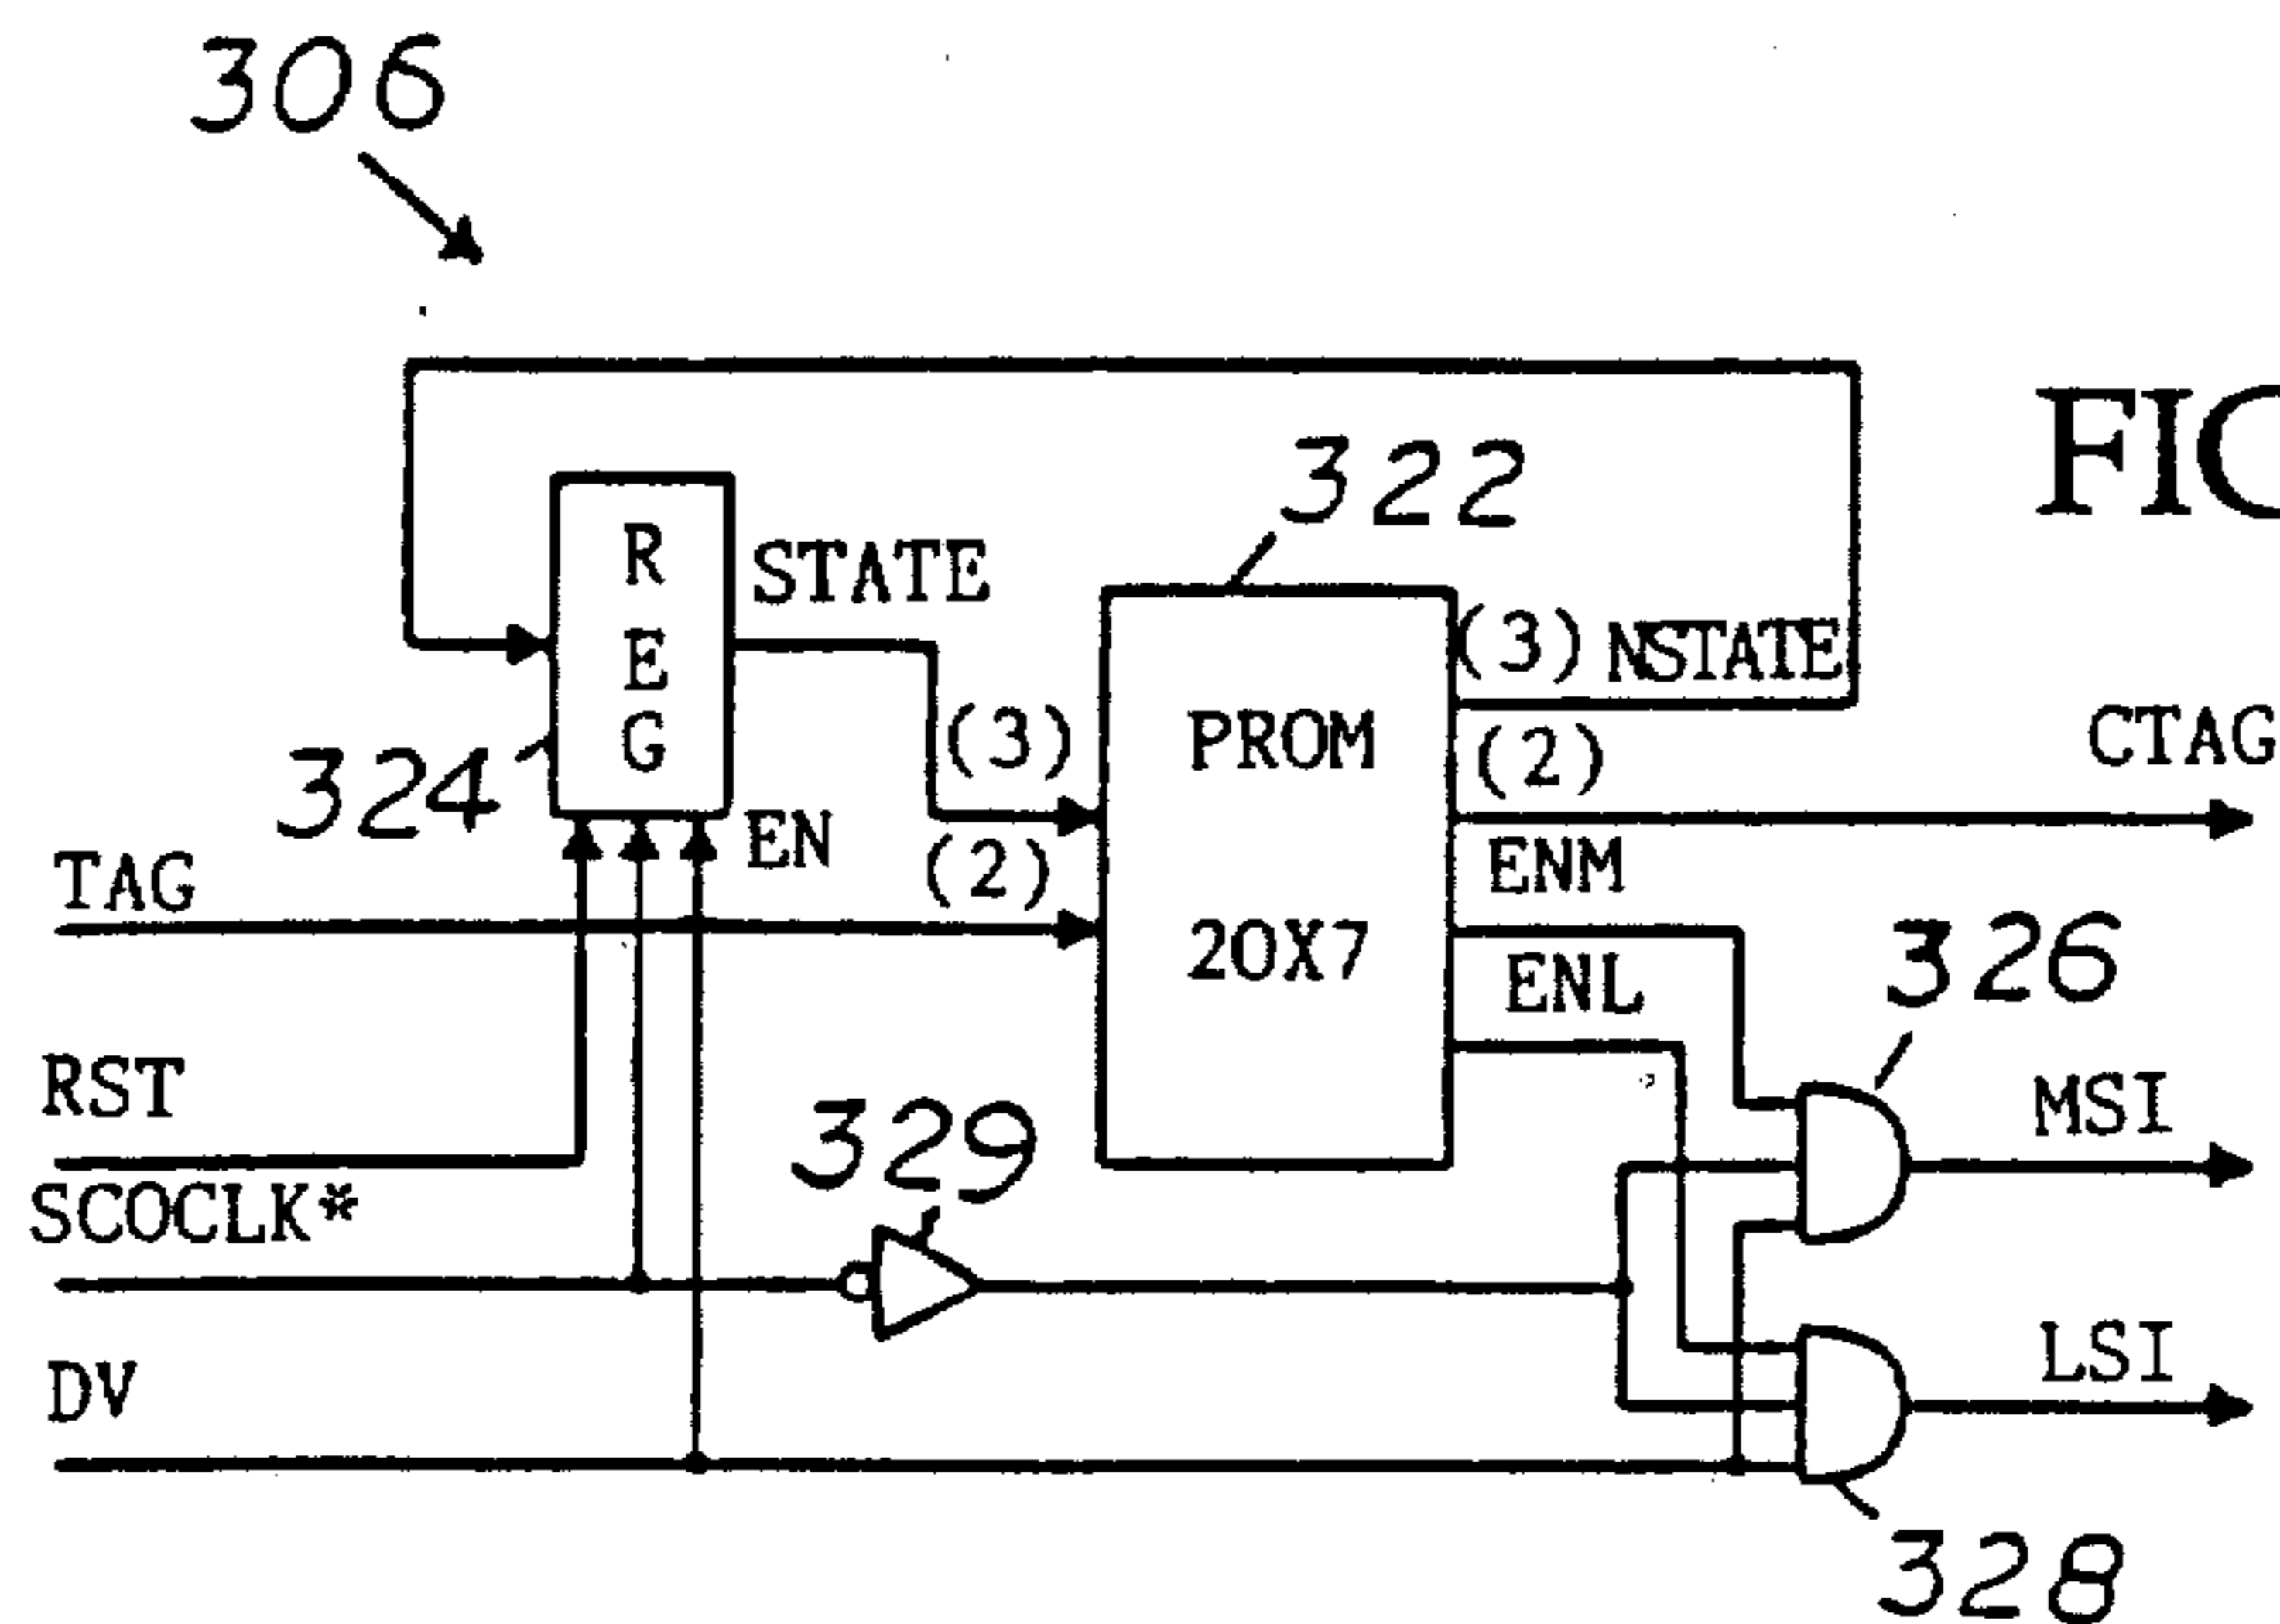 306
FIG
322
R
E
G
STATE
(3) NSTATE
324
(3)
PROM
(2)
CTAG
EN
(2)
ENM
TAG
20X7
ENL
326
RST
329
MSI
SCOCLK*
DV
LSI
328